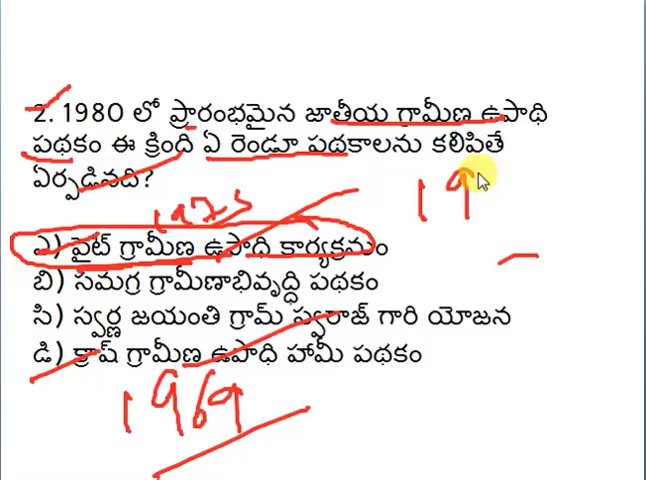 2. 1980 లో ప్రారంభమైన జాతీయ గ్రామీణ ఉపాధి
పథకం ఈ క్రింది ఏ రెండూ పథకాలను కలిపితే
ఏర్పడినది?
197
19
ఎ) వైట్ గ్రామీణ ఉపాధి కార్యక్రమం
బి) సమగ్ర గ్రామీణాభివృద్ధి పథకం
సి) స్వర్ణ జయంతి గ్రామ్ స్వరాజ్ గారి యోజన
డి) క్రాష్ గ్రామీణ ఉపాధి హామీ పథకం
1969